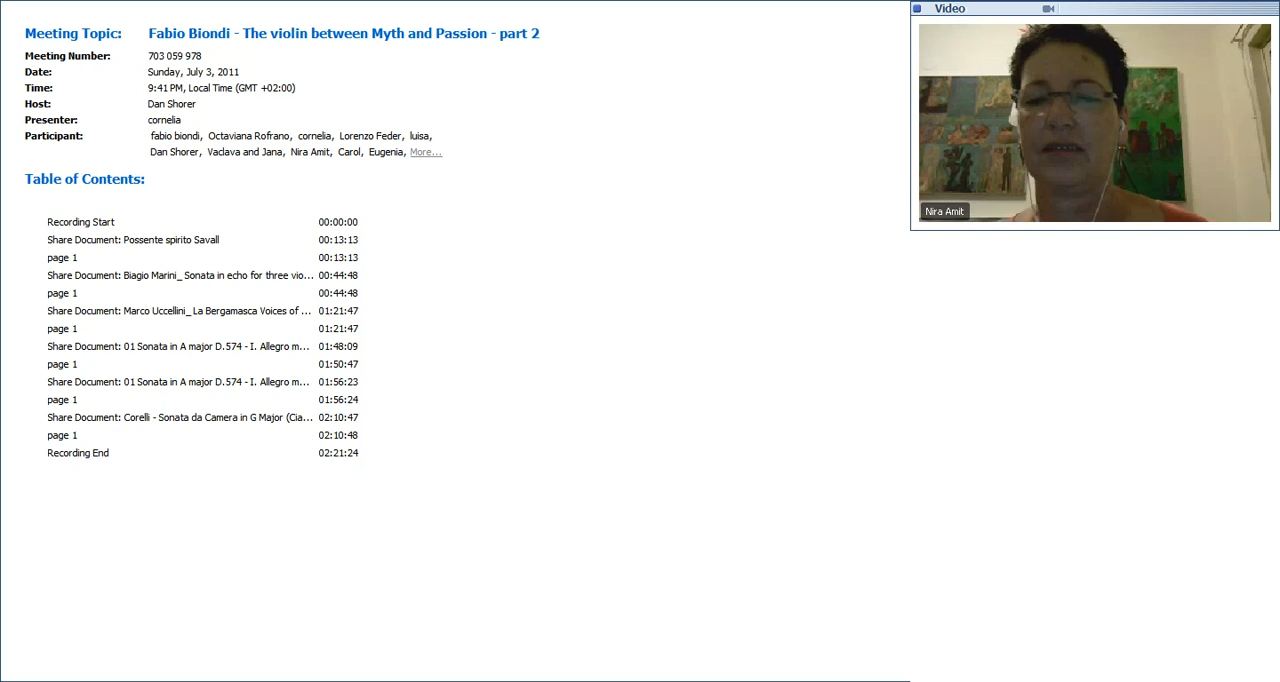 Meeting Topic: Fabio Biondi - The violin between Myth and Passion - part 2
Meeting Number: 703 059 978
Date: Sunday, July 3, 2011
Time: 9:41 PM, Local Time (GMT +02:00)
Host: Dan Shorer
Presenter: cornelia
Participant: fabio biondi, Octaviana Rofrano, cornelia, Lorenzo Feder, luisa,
Dan Shorer, Vaclava and Jana, Nira Amit, Carol, Eugenia, More...
Table of Contents:
Recording Start 00:00:00
Share Document: Possente spirito Savall 00:13:13
page 1 00:13:13
Share Document: Biagio Marini_ Sonata in echo for three vio... 00:44:48
page 1 00:44:48
Share Document: Marco Uccellini_ La Bergamasca Voices of ... 01:21:47
page 1 01:21:47
Share Document: 01 Sonata in A major D.574 - I. Allegro m... 01:48:09
page 1 01:50:47
Share Document: 01 Sonata in A major D.574 - I. Allegro m... 01:56:23
page 1 01:56:24
Share Document: Corelli - Sonata da Camera in G Major (Cia... 02:10:47
page 1 02:10:48
Recording End 02:21:24
Video
Nira Amit